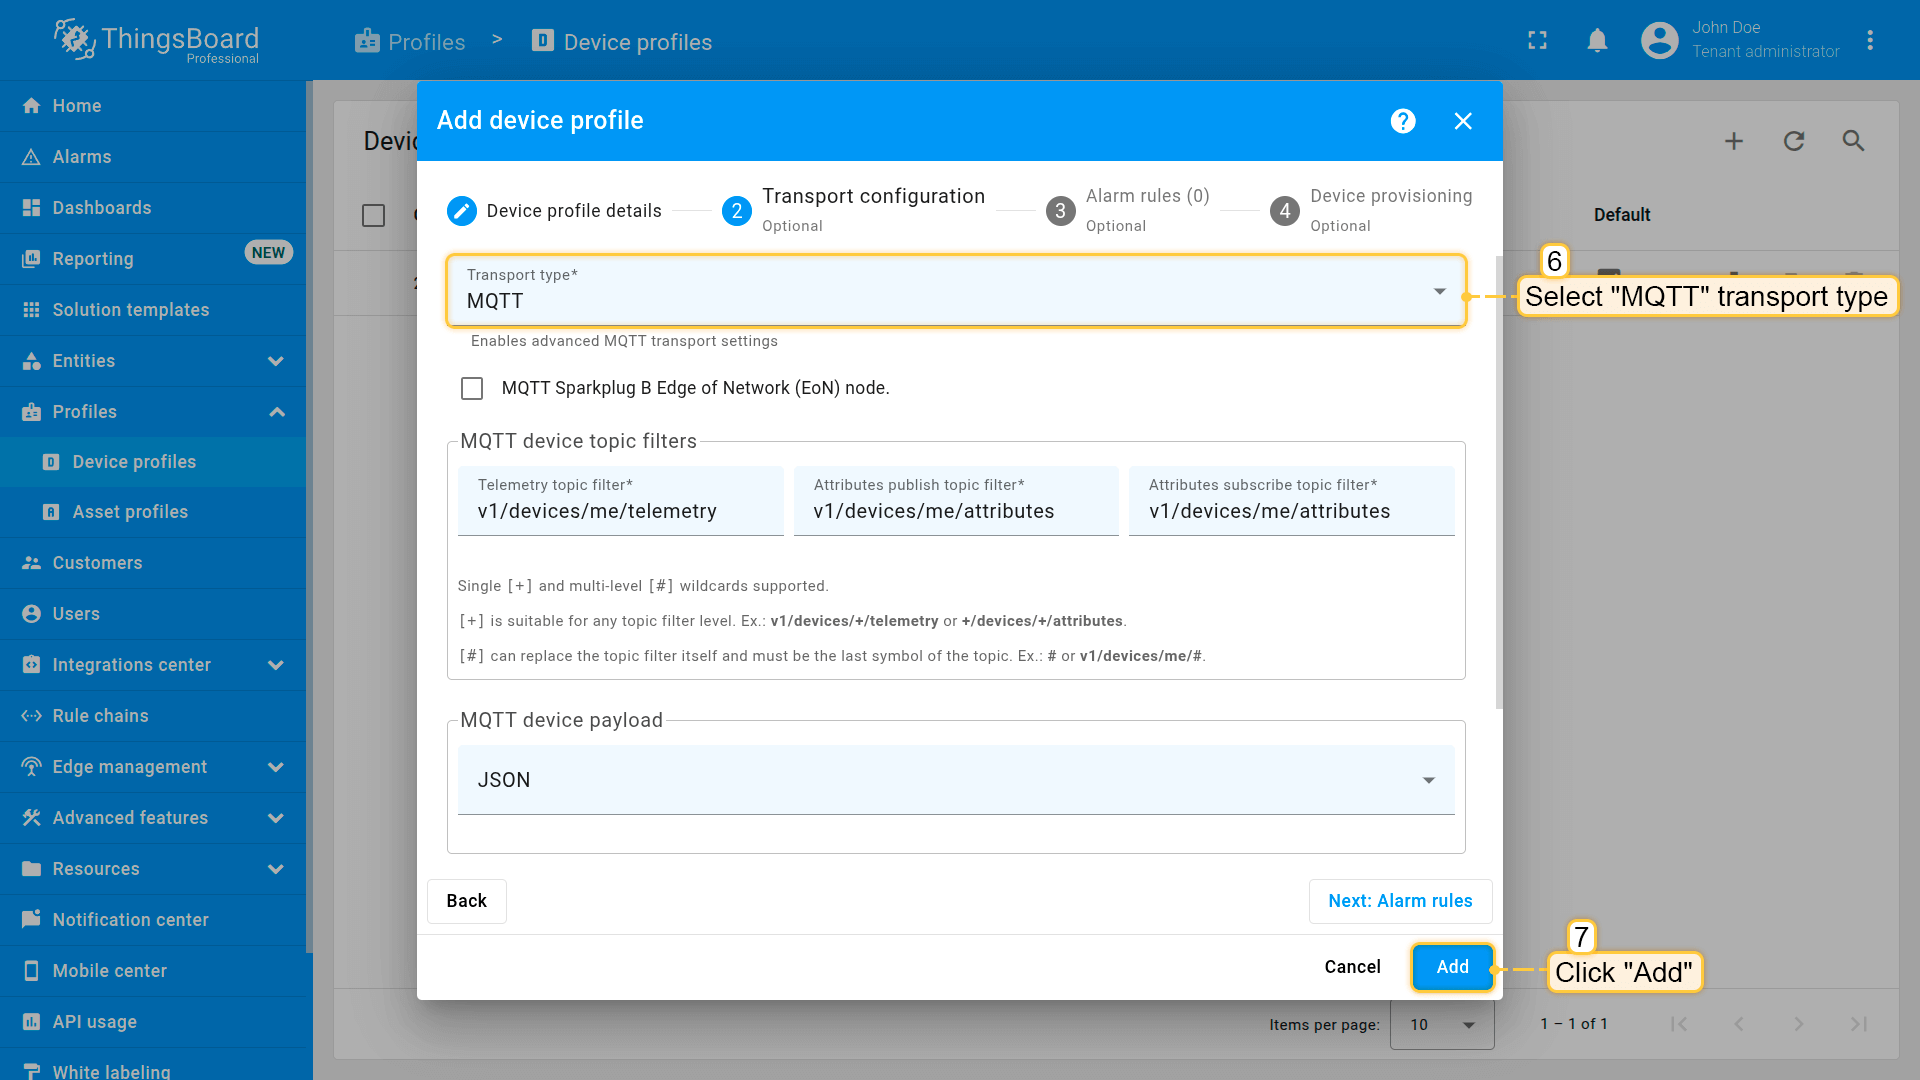 ThingsBoard
Professional
Profiles > Device profiles
John Doe
Tenant administrator
Home
Alarms
Dashboards
Reporting
NEW
Solution templates
Entities
Profiles
Device profiles
Asset profiles
Customers
Users
Integrations center
Rule chains
Edge management
Advanced features
Resources
Notification center
Mobile center
API usage
White labeling
Default
Add device profile
?
Device profile details
2
Transport configuration
Optional
3
Alarm rules (0)
Optional
4
Device provisioning
Optional
Transport type*
MQTT
Enables advanced MQTT transport settings
6
Select "MQTT" transport type
MQTT Sparkplug B Edge of Network (EoN) node.
MQTT device topic filters
Telemetry topic filter*
v1/devices/me/telemetry
Attributes publish topic filter*
v1/devices/me/attributes
Attributes subscribe topic filter*
v1/devices/me/attributes
Single [+] and multi-level [#] wildcards supported.
[+] is suitable for any topic filter level. Ex.: v1/devices/+/telemetry or +/devices/+/attributes.
[#] can replace the topic filter itself and must be the last symbol of the topic. Ex.: # or v1/devices/me/#.
MQTT device payload
JSON
Back
Next: Alarm rules
Cancel
Add
7
Click "Add"
Items per page:
10
1 – 1 of 1